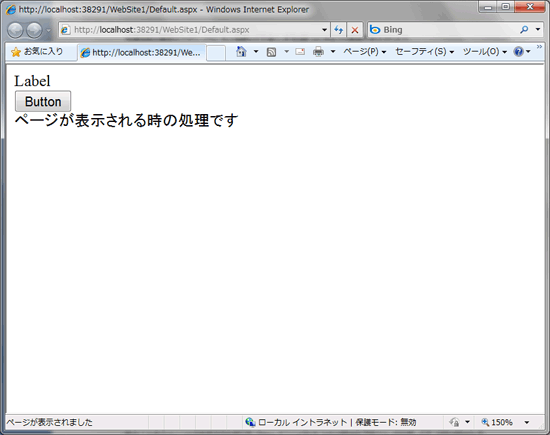 http://localhost:38291/WebSite1/Default.aspx - Windows Internet Explorer
http://localhost:38291/WebSite1/Default.aspx
Bing
お気に入り
http://localhost:38291/We...
ページ(P)
セーフティ(S)
ツール(O)
Label
Button
ページが表示される時の処理です
ページが表示されました
ローカル イントラネット | 保護モード: 無効
150%